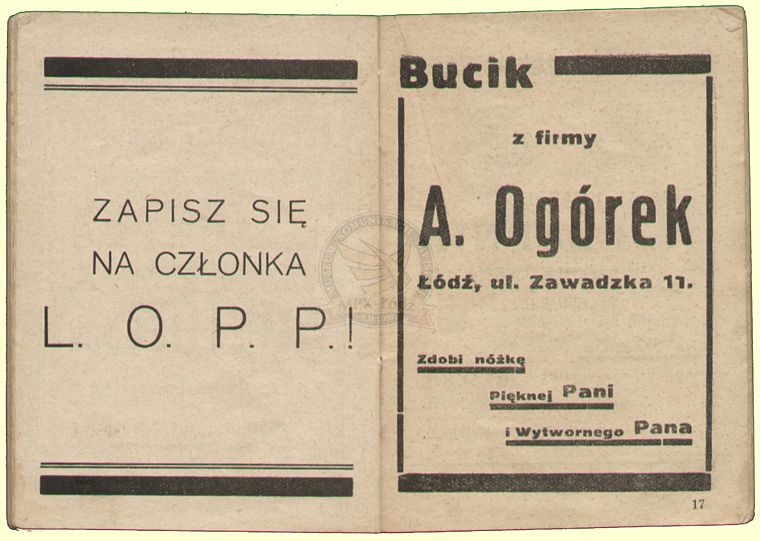 ZAPISZ SIĘ
NA CZŁONKA
L. O. P. P.!
Bucik
z firmy
A. Ogórek
Łódź, ul. Zawadzka 11.
Zdobi nóżkę
Pięknej Pani
i Wytwornego Pana
17